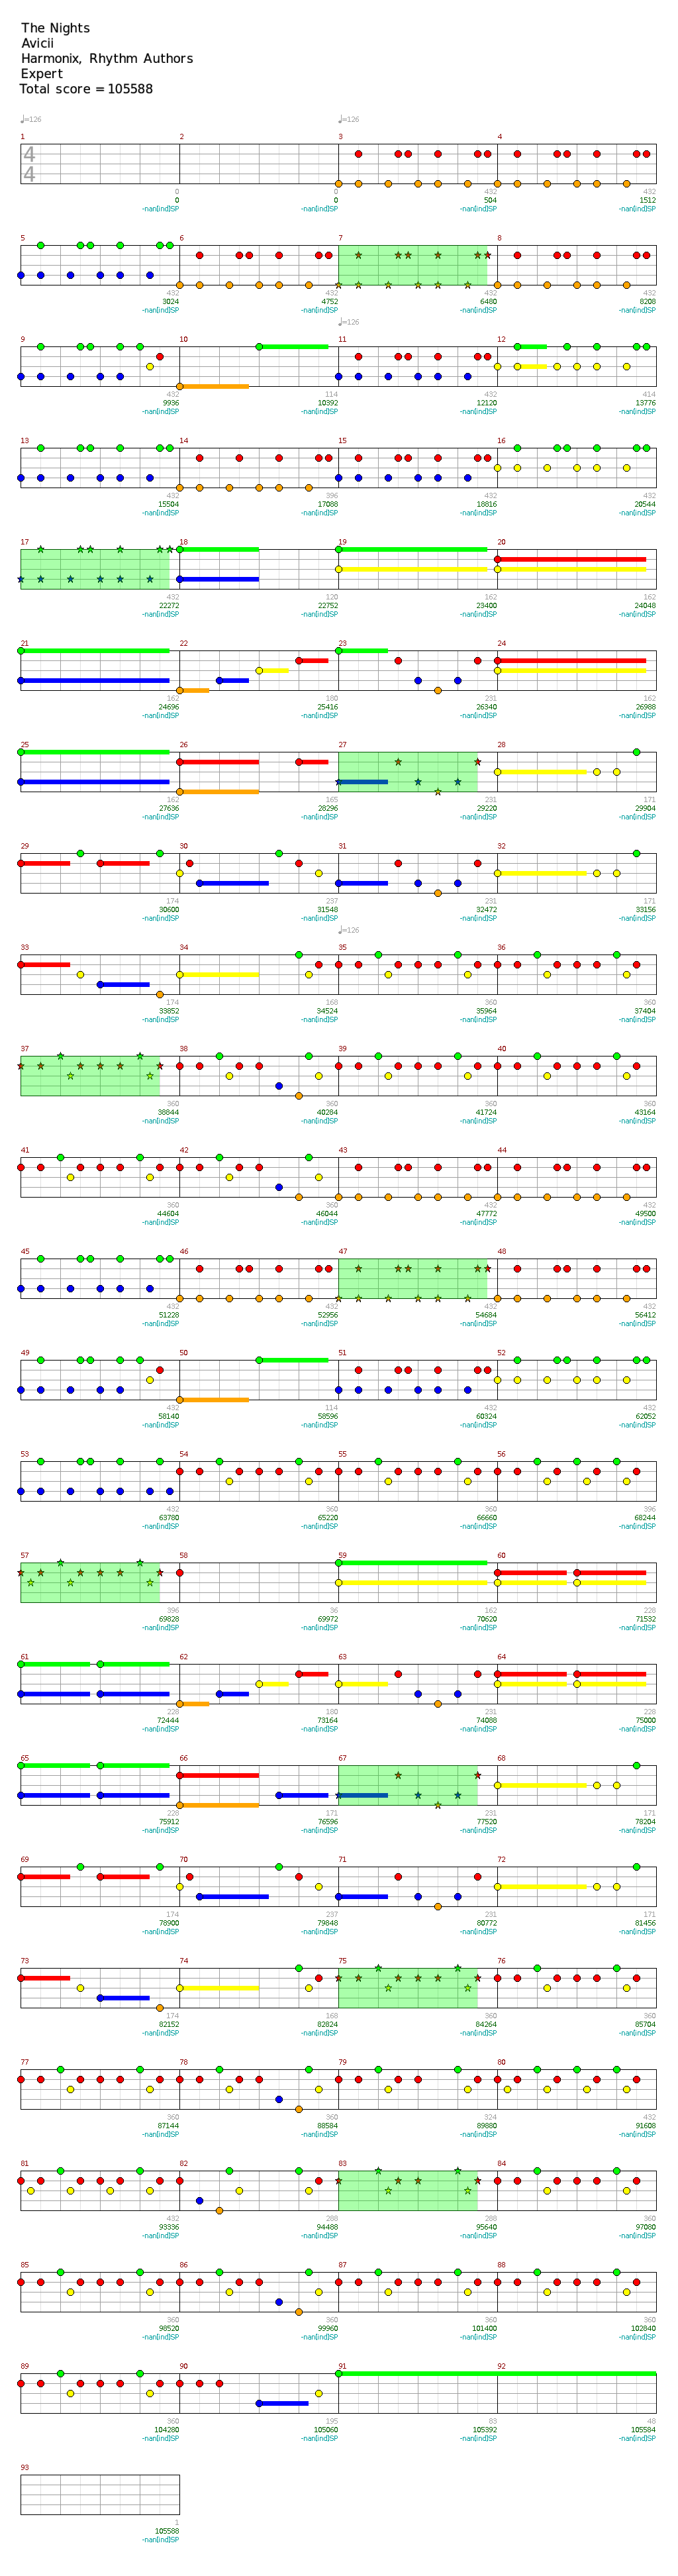 The Nights
Avicii
Harmonix, Rhythm Authors
Expert
Total score = 105588
♩=126 ♩=126
1 2 3 4
4
4
0 0 432 432
0 0 504 1512
-nan[ind]SP -nan[ind]SP -nan[ind]SP -nan[ind]SP
5 6 7 8
432 432 432 432
3024 4752 6480 8208
-nan[ind]SP -nan[ind]SP -nan[ind]SP -nan[ind]SP
♩=126
9 10 11 12
432 114 432 414
9936 10392 12120 13776
-nan[ind]SP -nan[ind]SP -nan[ind]SP -nan[ind]SP
13 14 15 16
432 396 432 432
15504 17088 18816 20544
-nan[ind]SP -nan[ind]SP -nan[ind]SP -nan[ind]SP
17 18 19 20
432 120 162 162
22272 22752 23400 24048
-nan[ind]SP -nan[ind]SP -nan[ind]SP -nan[ind]SP
21 22 23 24
162 180 231 162
24696 25416 26340 26988
-nan[ind]SP -nan[ind]SP -nan[ind]SP -nan[ind]SP
25 26 27 28
162 165 231 171
27636 28296 29220 29904
-nan[ind]SP -nan[ind]SP -nan[ind]SP -nan[ind]SP
29 30 31 32
174 237 231 171
30600 31548 32472 33156
-nan[ind]SP -nan[ind]SP -nan[ind]SP -nan[ind]SP
♩=126
33 34 35 36
174 168 360 360
33852 34524 35964 37404
-nan[ind]SP -nan[ind]SP -nan[ind]SP -nan[ind]SP
37 38 39 40
360 360 360 360
38844 40284 41724 43164
-nan[ind]SP -nan[ind]SP -nan[ind]SP -nan[ind]SP
41 42 43 44
360 360 432 432
44604 46044 47772 49500
-nan[ind]SP -nan[ind]SP -nan[ind]SP -nan[ind]SP
45 46 47 48
432 432 432 432
51228 52956 54684 56412
-nan[ind]SP -nan[ind]SP -nan[ind]SP -nan[ind]SP
49 50 51 52
432 114 432 432
58140 58596 60324 62052
-nan[ind]SP -nan[ind]SP -nan[ind]SP -nan[ind]SP
53 54 55 56
432 360 360 396
63780 65220 66660 68244
-nan[ind]SP -nan[ind]SP -nan[ind]SP -nan[ind]SP
57 58 59 60
396 36 162 228
69828 69972 70620 71532
-nan[ind]SP -nan[ind]SP -nan[ind]SP -nan[ind]SP
61 62 63 64
228 180 231 228
72444 73164 74088 75000
-nan[ind]SP -nan[ind]SP -nan[ind]SP -nan[ind]SP
65 66 67 68
228 171 231 171
75912 76596 77520 78204
-nan[ind]SP -nan[ind]SP -nan[ind]SP -nan[ind]SP
69 70 71 72
174 237 231 171
78900 79848 80772 81456
-nan[ind]SP -nan[ind]SP -nan[ind]SP -nan[ind]SP
73 74 75 76
174 168 360 360
82152 82824 84264 85704
-nan[ind]SP -nan[ind]SP -nan[ind]SP -nan[ind]SP
77 78 79 80
360 360 324 432
87144 88584 89880 91608
-nan[ind]SP -nan[ind]SP -nan[ind]SP -nan[ind]SP
81 82 83 84
432 288 288 360
93336 94488 95640 97080
-nan[ind]SP -nan[ind]SP -nan[ind]SP -nan[ind]SP
85 86 87 88
360 360 360 360
98520 99960 101400 102840
-nan[ind]SP -nan[ind]SP -nan[ind]SP -nan[ind]SP
89 90 91 92
360 195 83 48
104280 105060 105392 105584
-nan[ind]SP -nan[ind]SP -nan[ind]SP -nan[ind]SP
93
1
105588
-nan[ind]SP